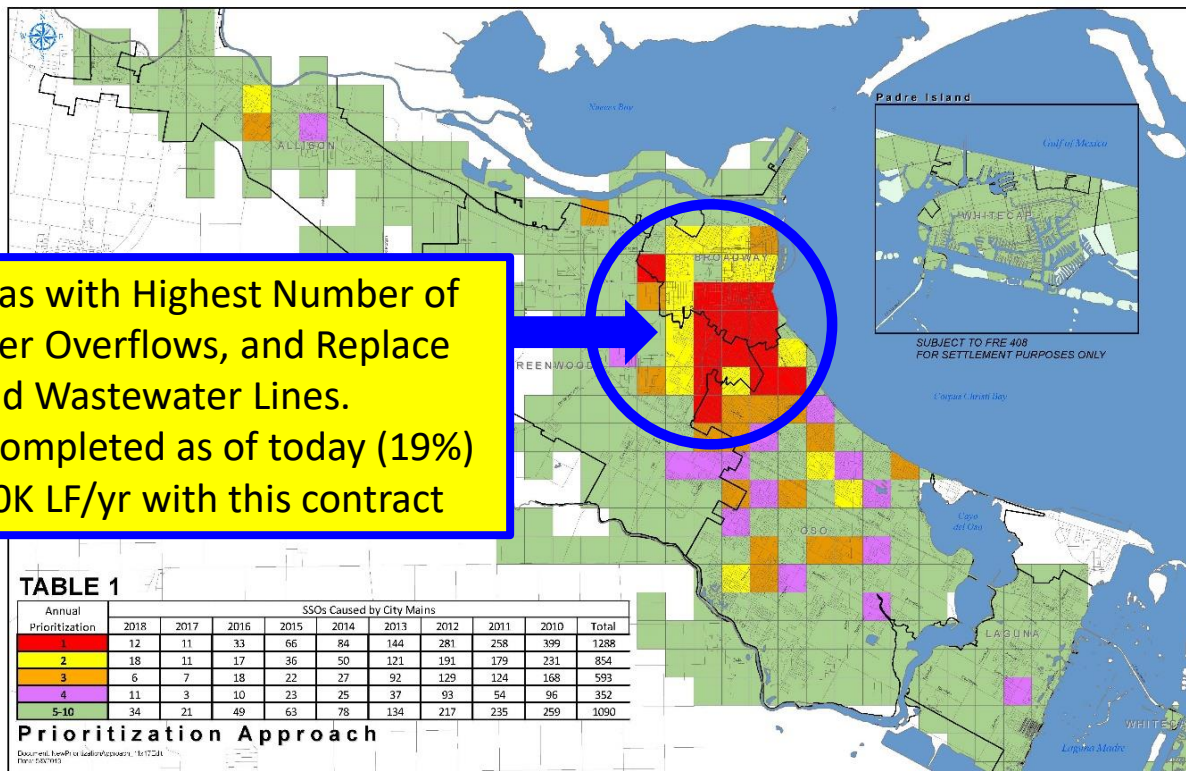 Padre Island
Gulf of Mexico
Nueces Bay
ALLISON
WHITECAP
BROADWAY
as with Highest Number of
er Overflows, and Replace
d Wastewater Lines.
ompleted as of today (19%)
0K LF/yr with this contract
SUBJECT TO FRE 408
FOR SETTLEMENT PURPOSES ONLY
REENWOOD
Corpus Christi Bay
Cayo
del Oso
OSO
LAGUNA
WHITECA
Laguna Madre
TABLE 1
Annual Prioritization SSOs Caused by City Mains
2018 2017 2016 2015 2014 2013 2012 2011 2010 Total
1 12 11 33 66 84 144 281 258 399 1288
2 18 11 17 36 50 121 191 179 231 854
3 6 7 18 22 27 92 129 124 168 593
4 11 3 10 23 25 37 93 54 96 352
5-10 34 21 49 63 78 134 217 235 259 1090
Prioritization Approach